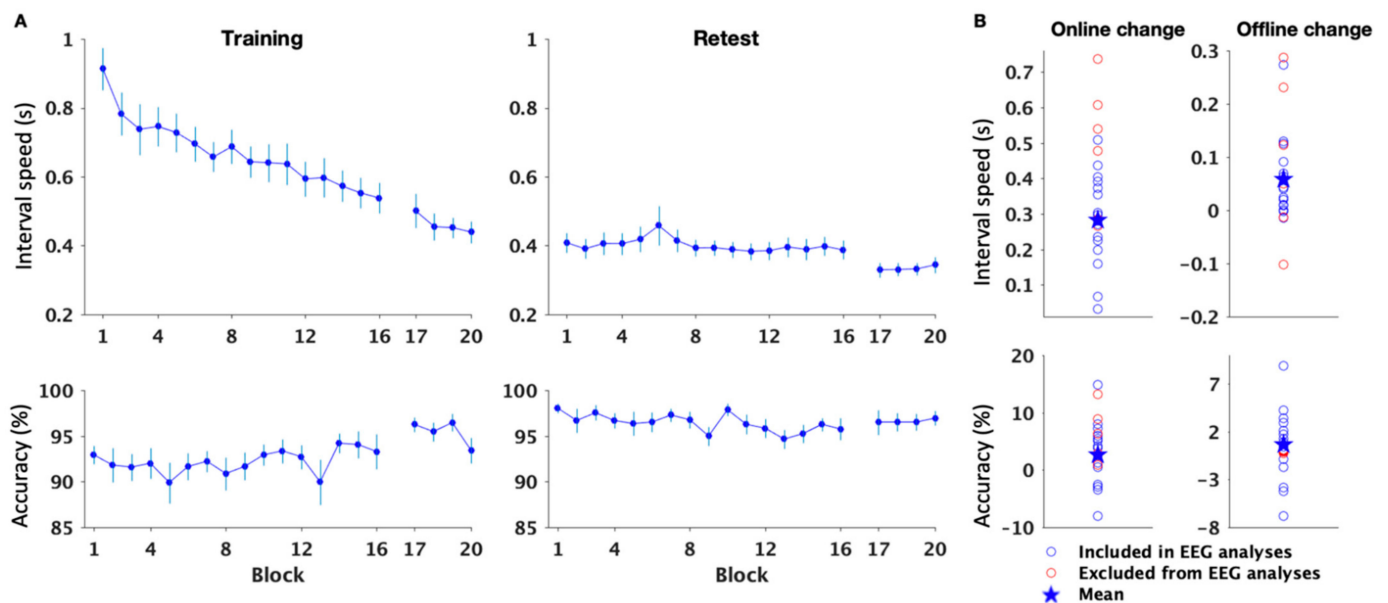 A
Training
Retest
Interval speed (s)
1
0.8
0.6
0.4
0.2
1 4 8 12 16 17 20
1
0.8
0.6
0.4
0.2
1 4 8 12 16 17 20
Accuracy (%)
100
95
90
85
1 4 8 12 16 17 20
Block
100
95
90
85
1 4 8 12 16 17 20
Block
B
Online change
Offline change
Interval speed (s)
0.7
0.6
0.5
0.4
0.3
0.2
0.1
0.3
0.2
0.1
0
-0.1
-0.2
Accuracy (%)
20
10
0
-10
7
2
-3
-8
Included in EEG analyses
Excluded from EEG analyses
Mean